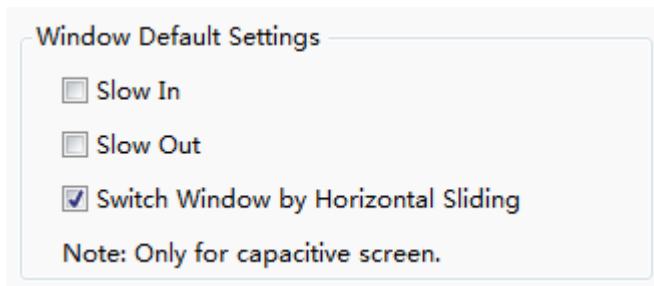 Window Default Settings
Slow In
Slow Out
Switch Window by Horizontal Sliding
Note: Only for capacitive screen.